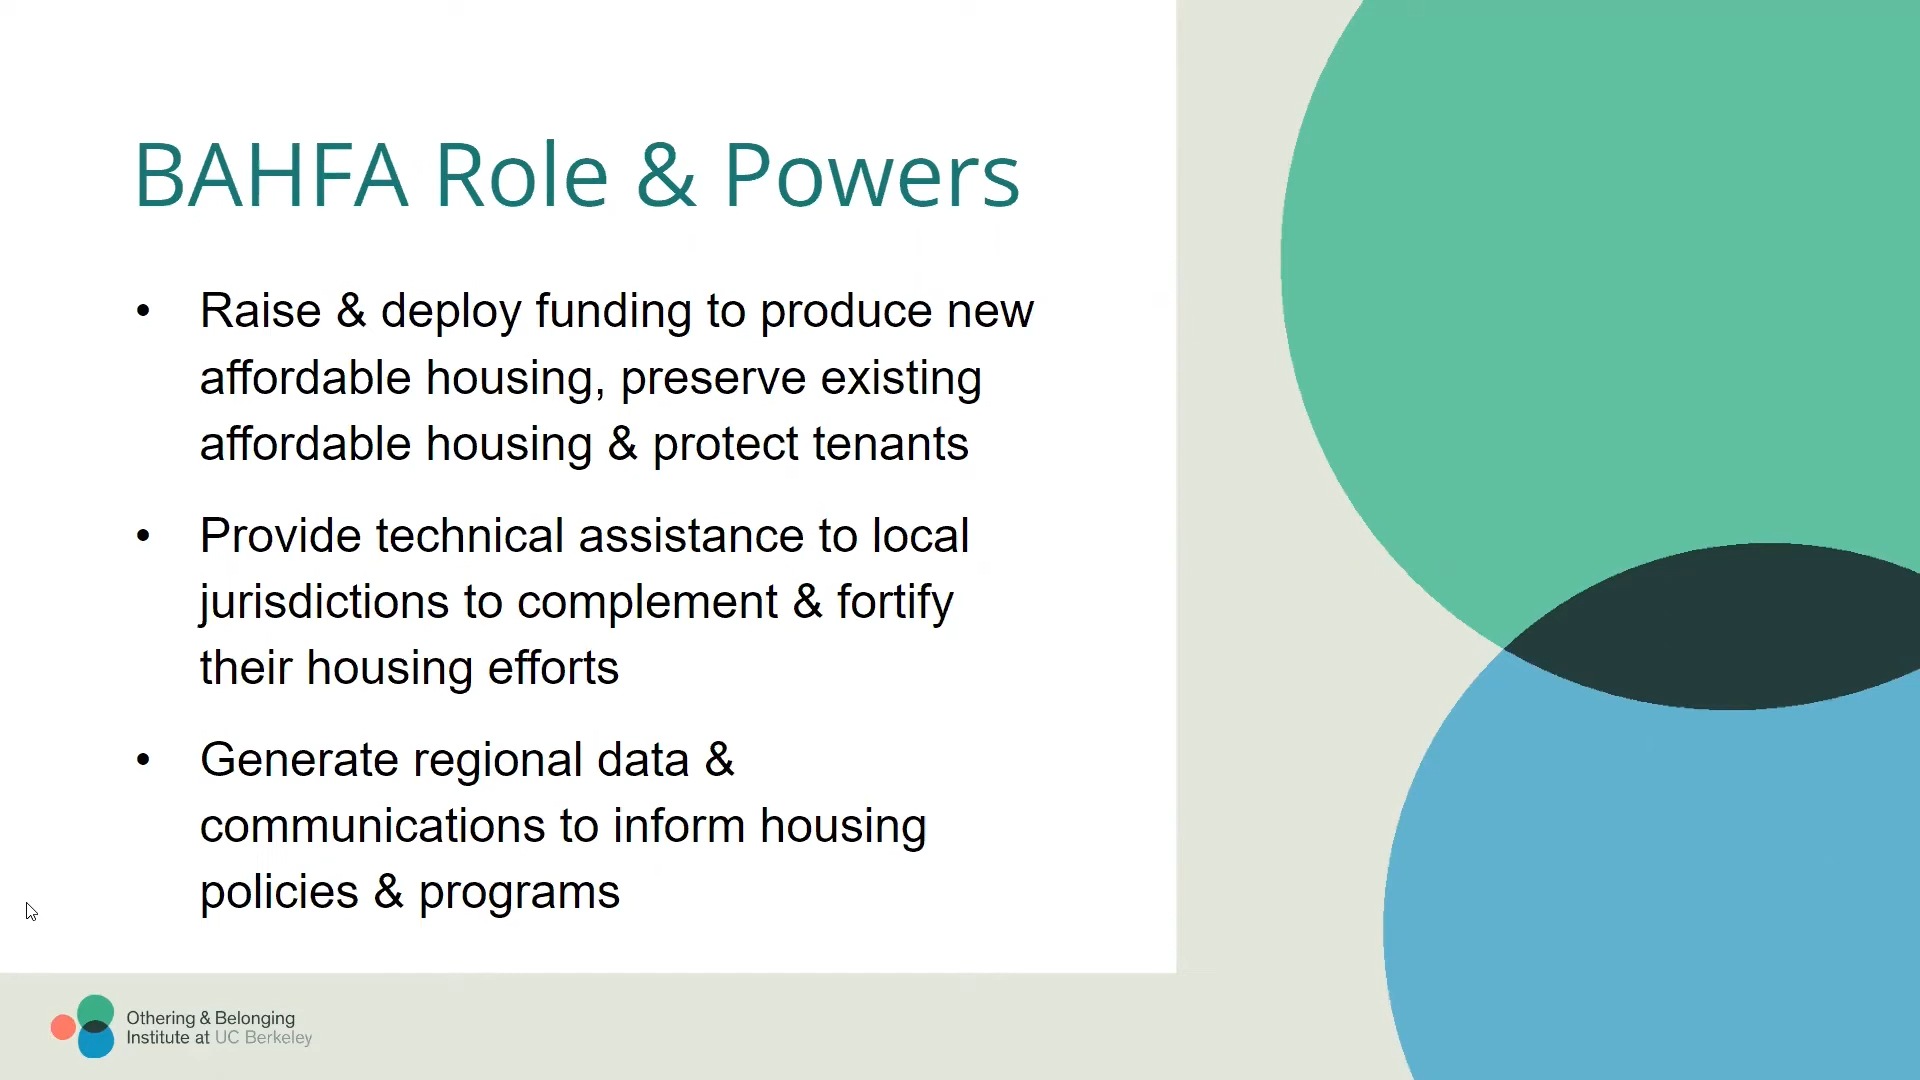 BAHFA Role & Powers
• Raise & deploy funding to produce new
affordable housing, preserve existing
affordable housing & protect tenants
• Provide technical assistance to local
jurisdictions to complement & fortify
their housing efforts
• Generate regional data &
communications to inform housing
policies & programs
Othering & Belonging
Institute at UC Berkeley